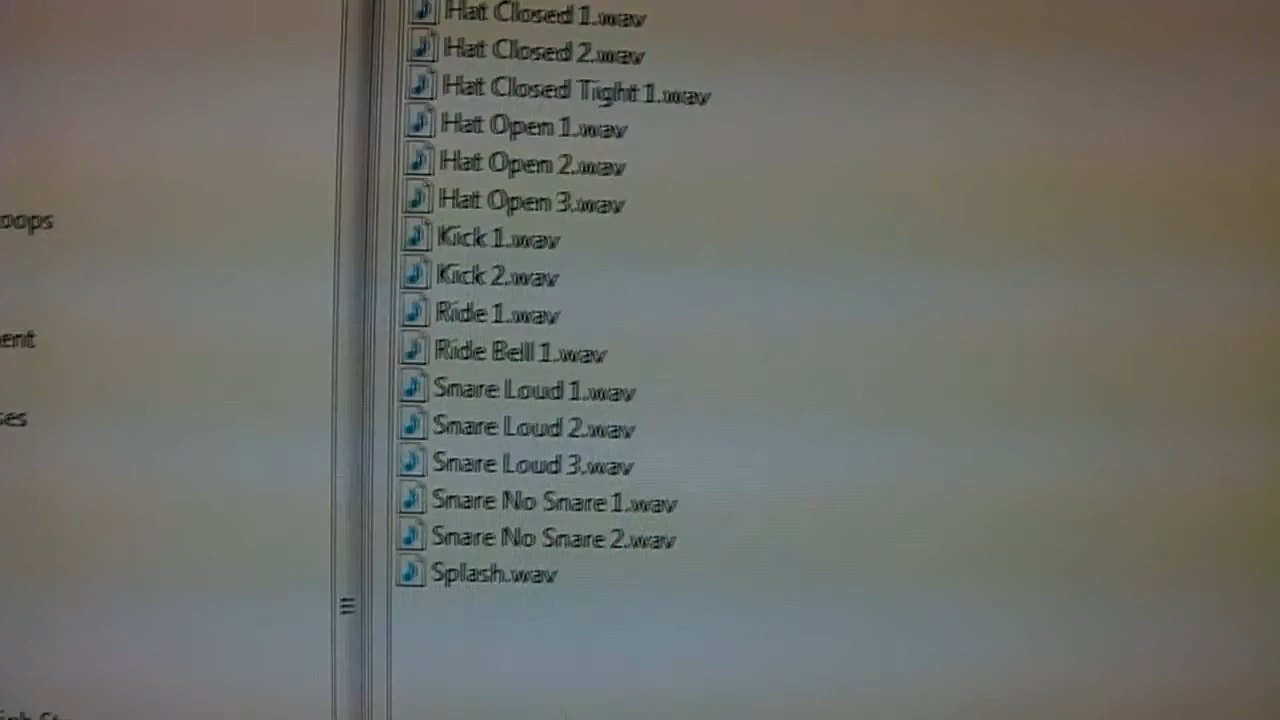 Hat Closed 1.wav
Hat Closed 2.wav
Hat Closed Tight 1.wav
Hat Open 1.wav
Hat Open 2.wav
Hat Open 3.wav
oops
Kick 1.wav
Kick 2.wav
Ride 1.wav
ent
Ride Bell 1.wav
Snare Loud 1.wav
ses
Snare Loud 2.wav
Snare Loud 3.wav
Snare No Snare 1.wav
Snare No Snare 2.wav
Splash.wav